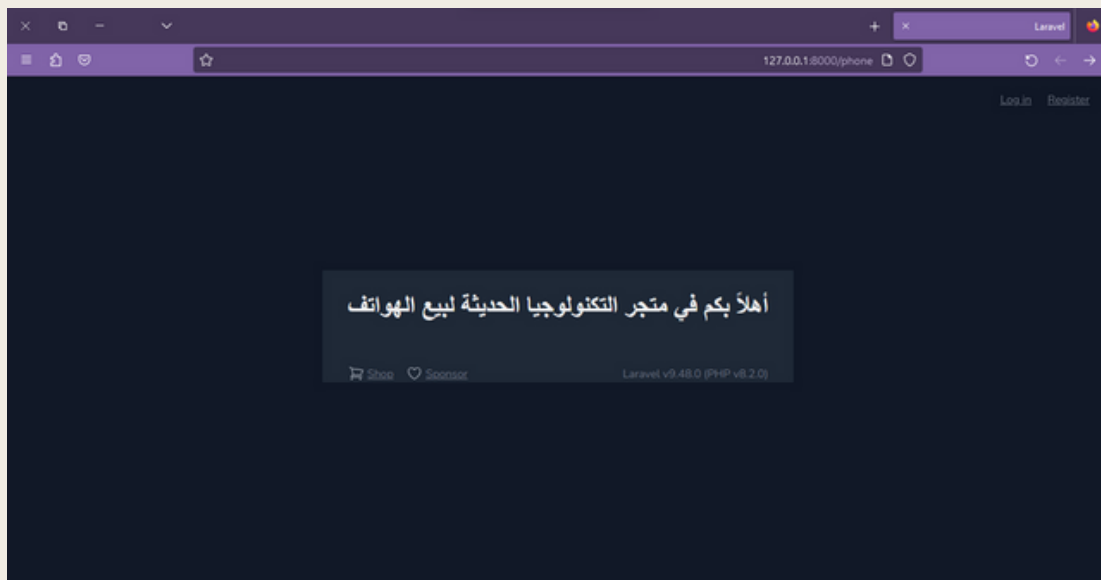 Laravel
127.0.0.1:8000/phone
Log in Register
أهلاً بكم في متجر التكنولوجيا الحديثة لبيع الهواتف
Shop Sponsor Laravel v9.48.0 (PHP v8.2.0)